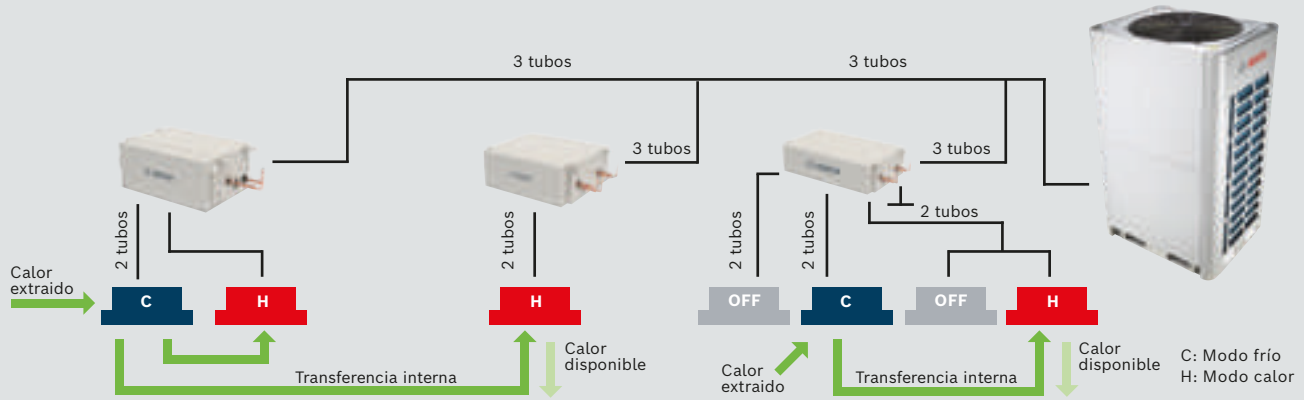 3 tubos
3 tubos
3 tubos
3 tubos
2 tubos
2 tubos
2 tubos
2 tubos
2 tubos
Calor
extraido
C
H
H
OFF
C
OFF
H
Transferencia interna
Calor
disponible
Calor
extraido
Transferencia interna
Calor
disponible
C: Modo frío
H: Modo calor